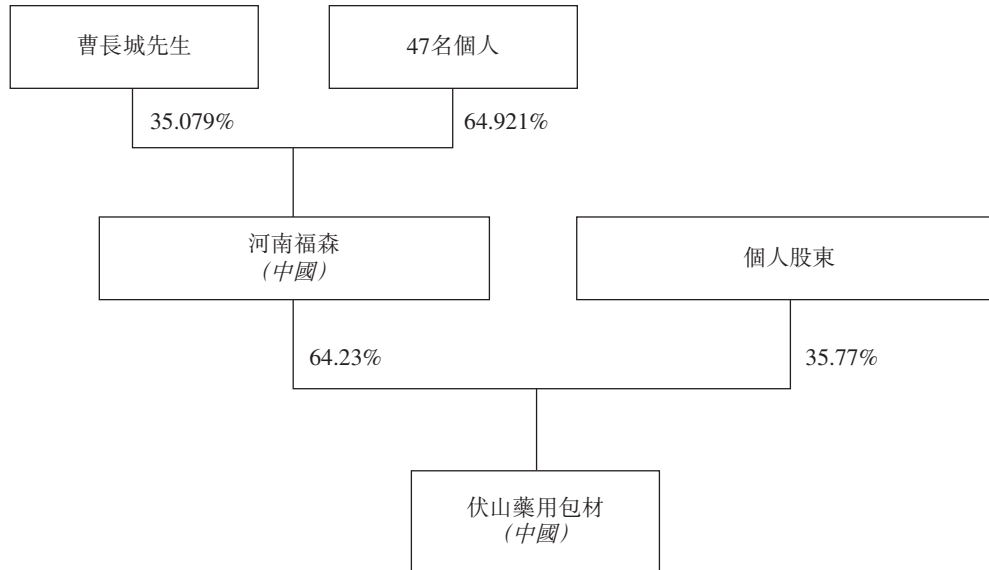 曹長城先生
47名個人
35.079%
64.921%
河南福森
(中國)
個人股東
64.23%
35.77%
伏山藥用包材
(中國)